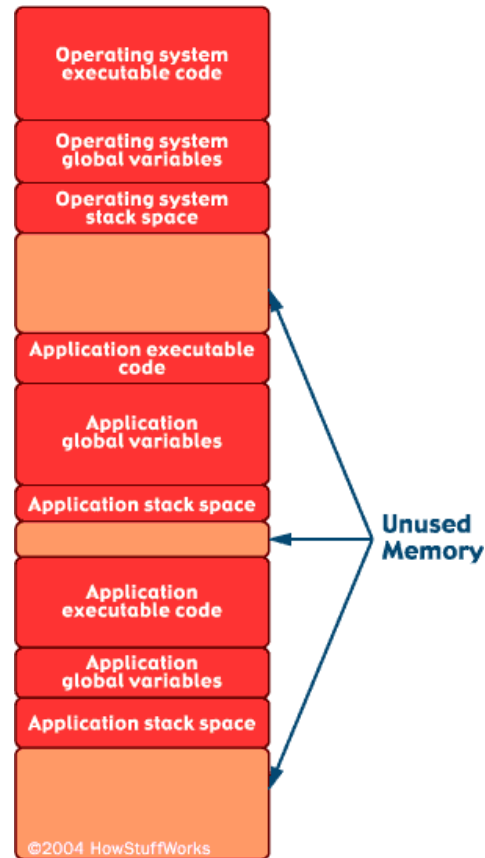 Operating system
executable code
Operating system
global variables
Operating system
stack space
Application executable
code
Application
global variables
Application stack space
Unused
Memory
Application
executable code
Application
global variables
Application stack space
©2004 HowStuffWorks